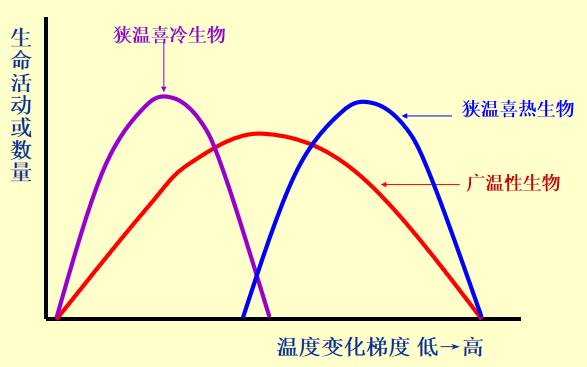 生命活动或数量
狭温喜冷生物
狭温喜热生物
广温性生物
温度变化梯度 低→高